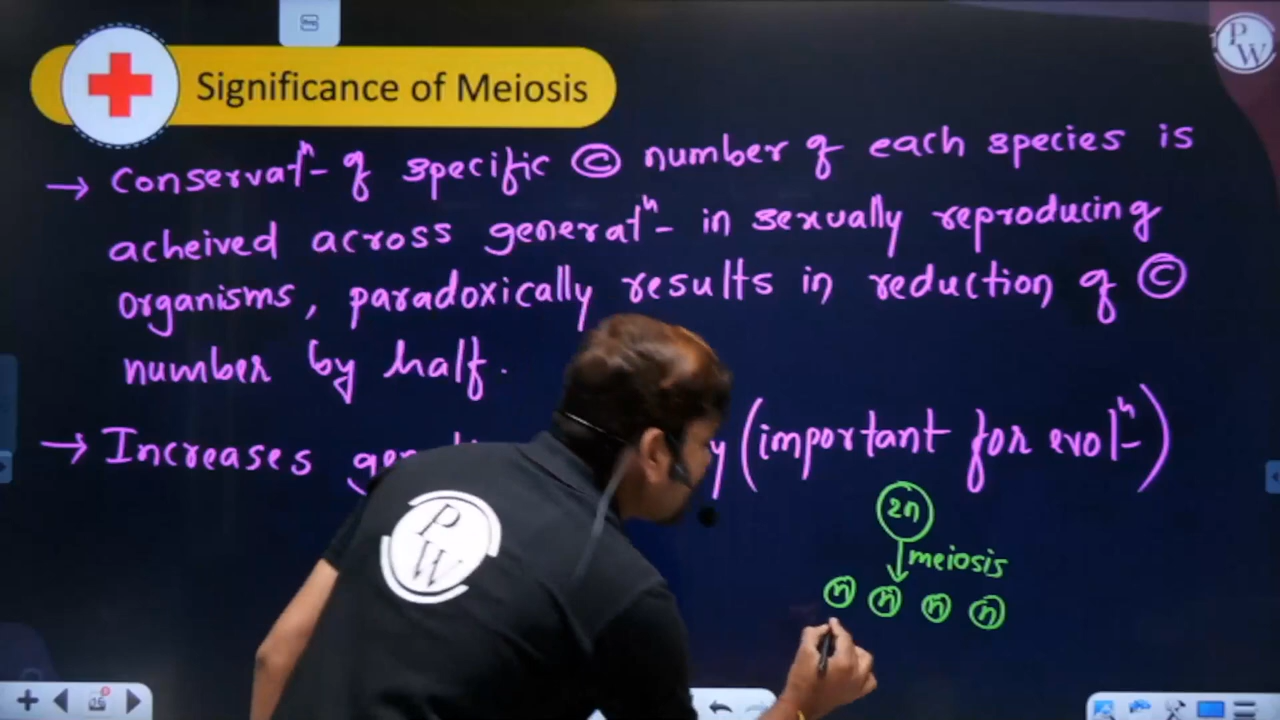 Significance of Meiosis
P
W
→ Conservatⁿ- of specific © number of each species is
acheived across generatⁿ- in sexually reproducing
organisms, paradoxically results in reduction of ©
number by half.
→ Increases y (important for evolⁿ-)
2n
meiosis
n n n n
P
W